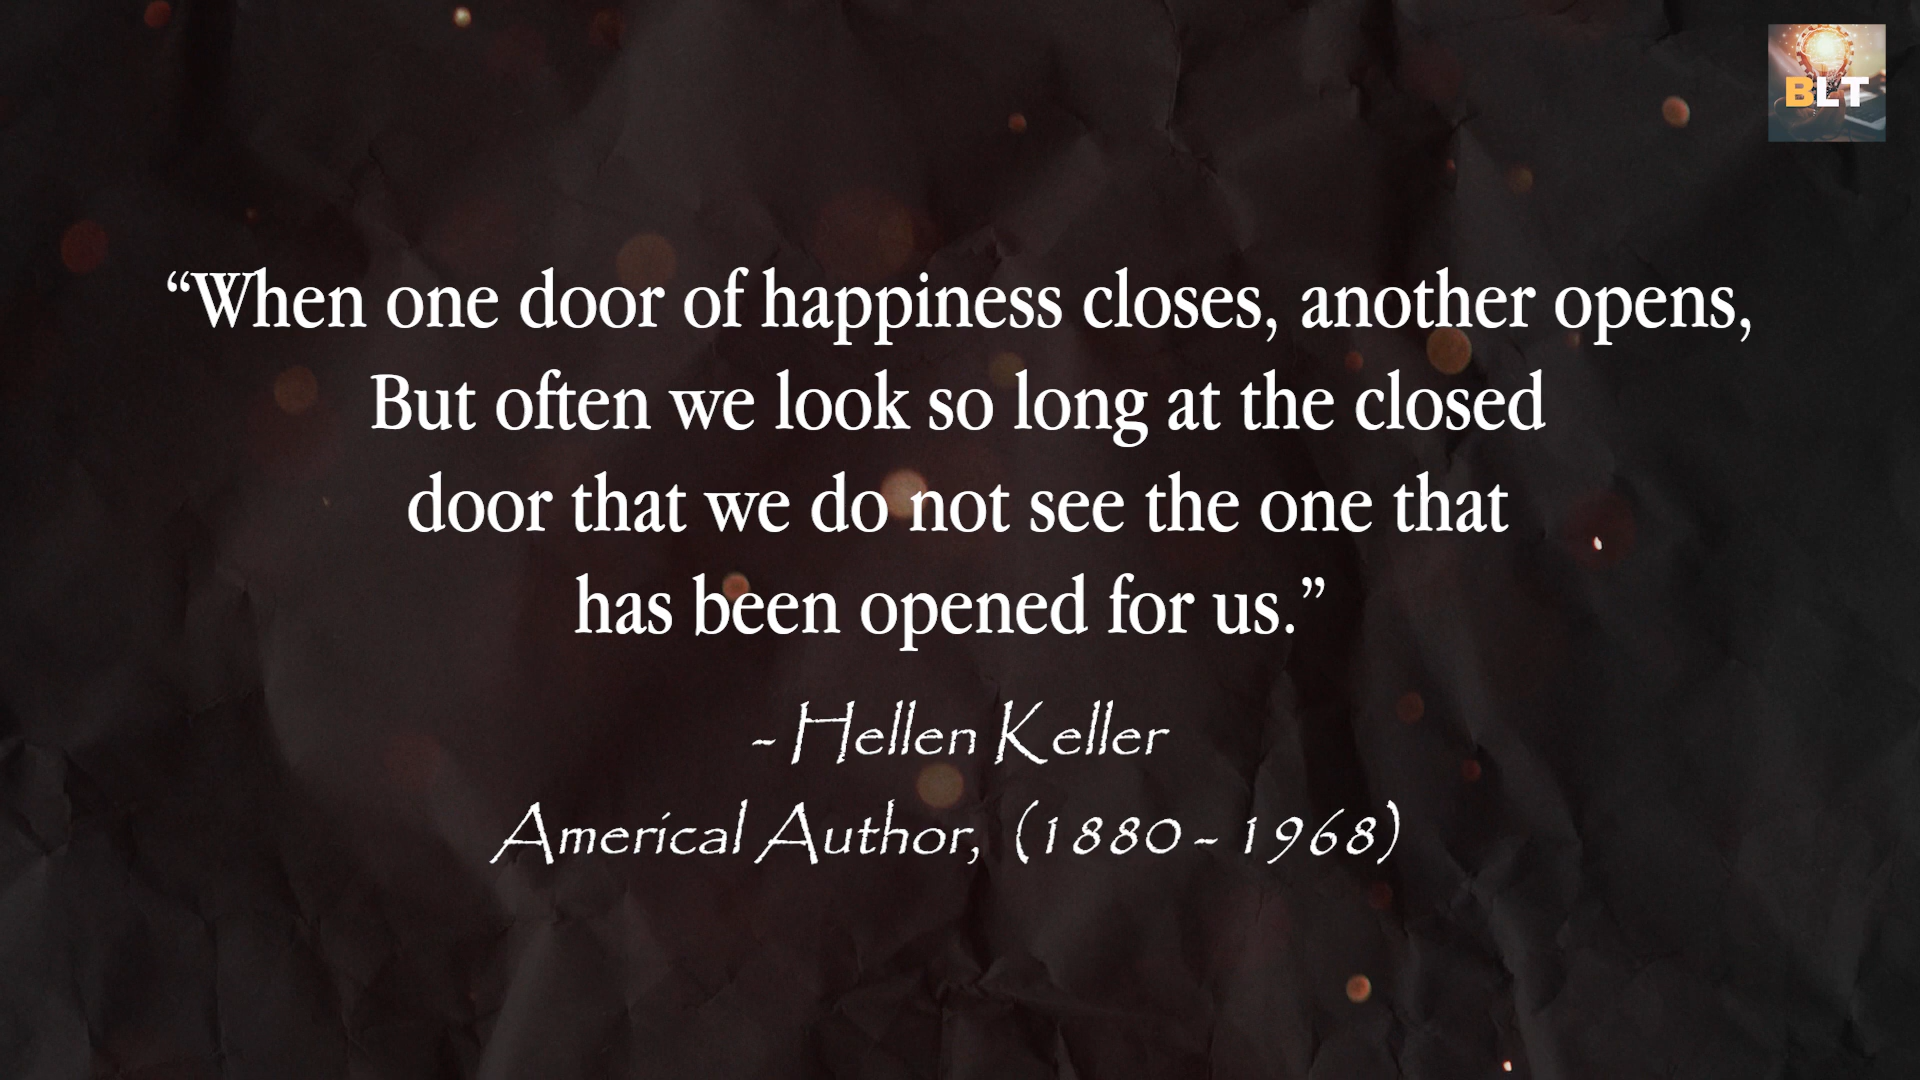 BLT
“When one door of happiness closes, another opens,
But often we look so long at the closed
door that we do not see the one that
has been opened for us.”
- Hellen Keller
Americal Author, (1880 - 1968)